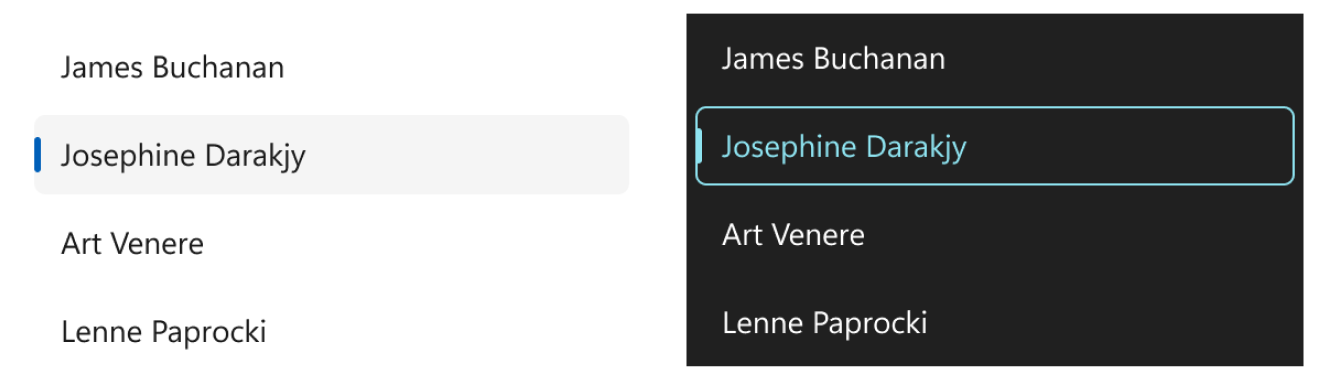 James Buchanan
Josephine Darakjy
Art Venere
Lenne Paprocki
James Buchanan
Josephine Darakjy
Art Venere
Lenne Paprocki